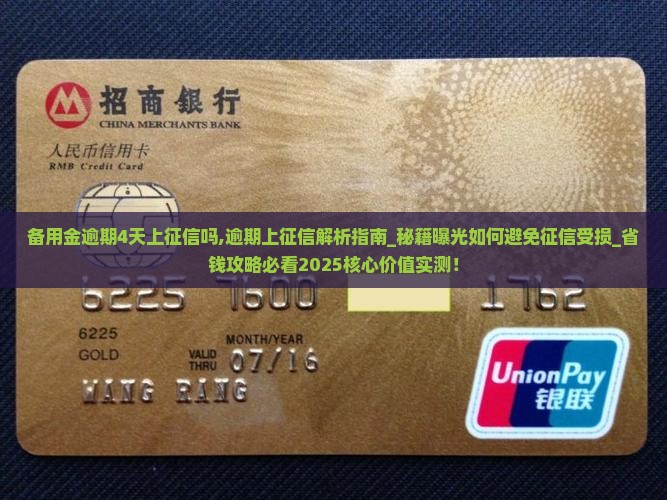 招商银行
CHINA MERCHANTS BANK
人民币信用卡
RMB Credit Card
备用金逾期4天上征信吗,逾期上征信解析指南_秘籍曝光如何避免征信受损_省
钱攻略必看2025核心价值实测！
6225 7600 1762
6225
GOLD
MONTH/YEAR
VALID THRU 07/16
WANG RANG
UnionPay
银联